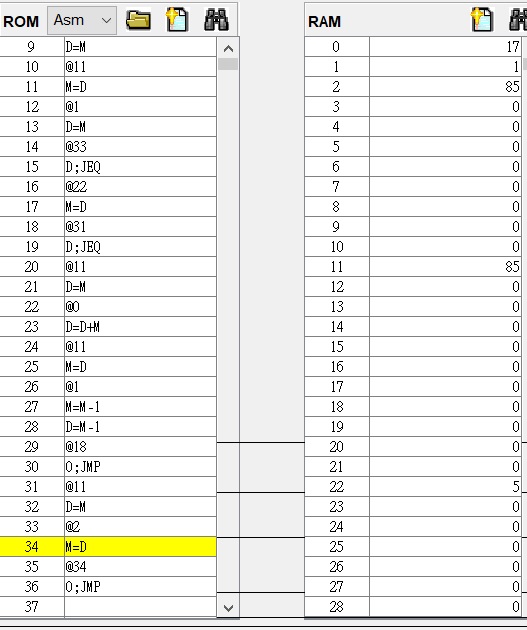 ROM Asm
9 D=M
10 @11
11 M=D
12 @1
13 D=M
14 @33
15 D;JEQ
16 @22
17 M=D
18 @31
19 D;JEQ
20 @11
21 D=M
22 @0
23 D=D+M
24 @11
25 M=D
26 @1
27 M=M-1
28 D=M-1
29 @18
30 0;JMP
31 @11
32 D=M
33 @2
34 M=D
35 @34
36 0;JMP
37
RAM
0 17
1 1
2 85
3 0
4 0
5 0
6 0
7 0
8 0
9 0
10 0
11 85
12 0
13 0
14 0
15 0
16 0
17 0
18 0
19 0
20 0
21 0
22 5
23 0
24 0
25 0
26 0
27 0
28 0